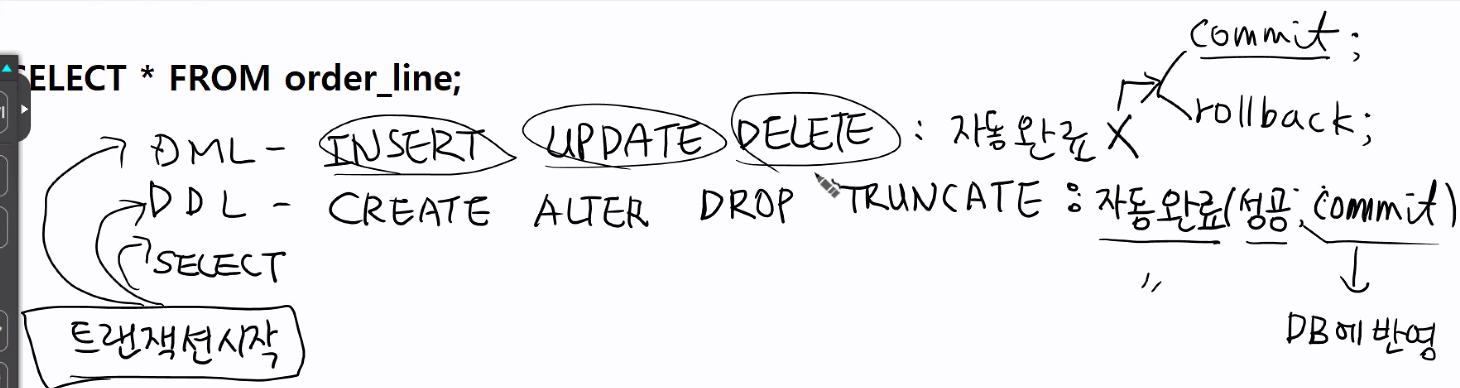 commit;
SELECT * FROM order_line;
rollback;
DML - INSERT UPDATE DELETE : 자동완료 X
DDL - CREATE ALTER DROP TRUNCATE : 자동완료(성공; commit)
SELECT
〃
트랜잭션시작
DB에 반영